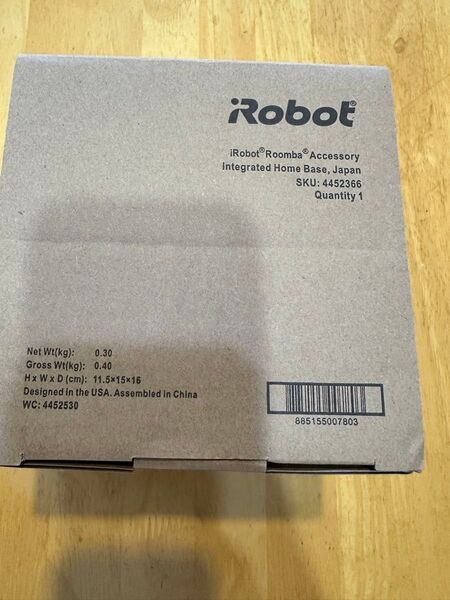 iRobot®
iRobot® Roomba® Accessory
Integrated Home Base, Japan
SKU: 4452366
Quantity 1
Net Wt(kg): 0.30
Gross Wt(kg): 0.40
H x W x D (cm): 11.5×15×16
Designed in the USA. Assembled in China
WC: 4452530
885155007803